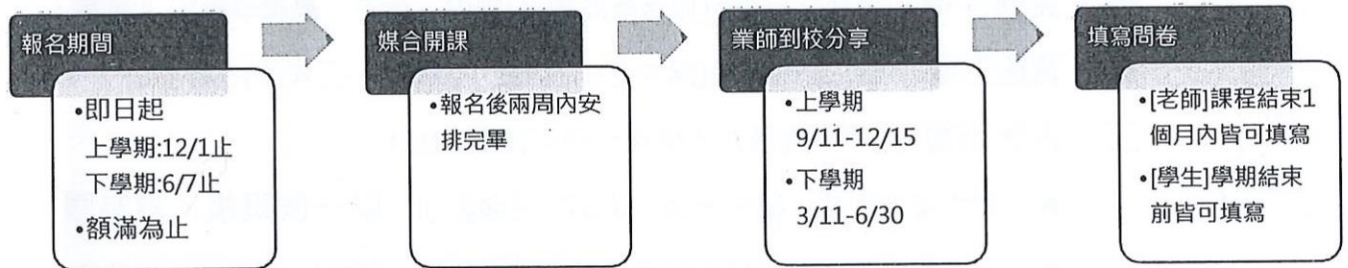 報名期間
•即日起
上學期:12/1止
下學期:6/7止
•額滿為止
媒合開課
•報名後兩周內安
排完畢
業師到校分享
•上學期
9/11-12/15
•下學期
3/11-6/30
填寫問卷
•[老師]課程結束1
個月內皆可填寫
•[學生]學期結束
前皆可填寫